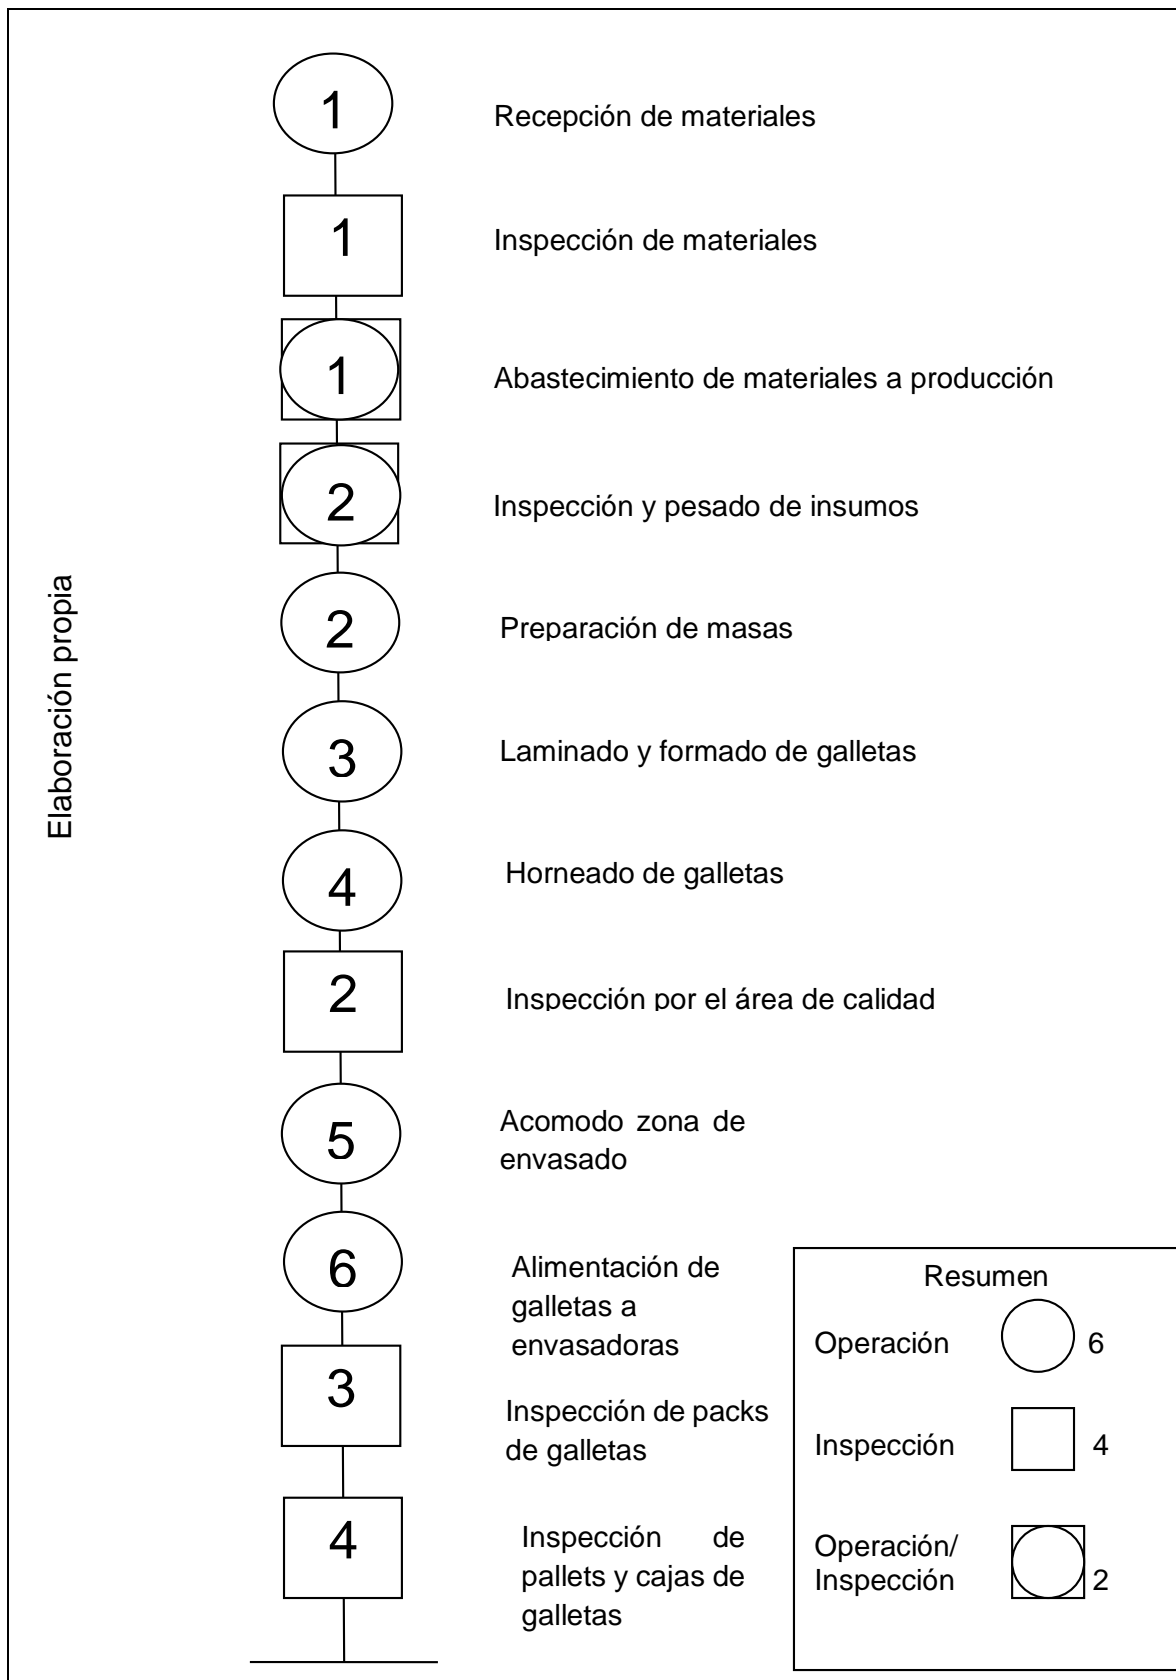 1
Recepción de materiales
1
Inspección de materiales
1
Abastecimiento de materiales a producción
2
Inspección y pesado de insumos
2
Preparación de masas
3
Laminado y formado de galletas
4
Horneado de galletas
2
Inspección por el área de calidad
5
Acomodo zona de
envasado
6
Alimentación de
galletas a
envasadoras
3
Inspección de packs
de galletas
4
Inspección de
pallets y cajas de
galletas
Elaboración propia
Resumen
Operación 6
Inspección 4
Operación/
Inspección 2